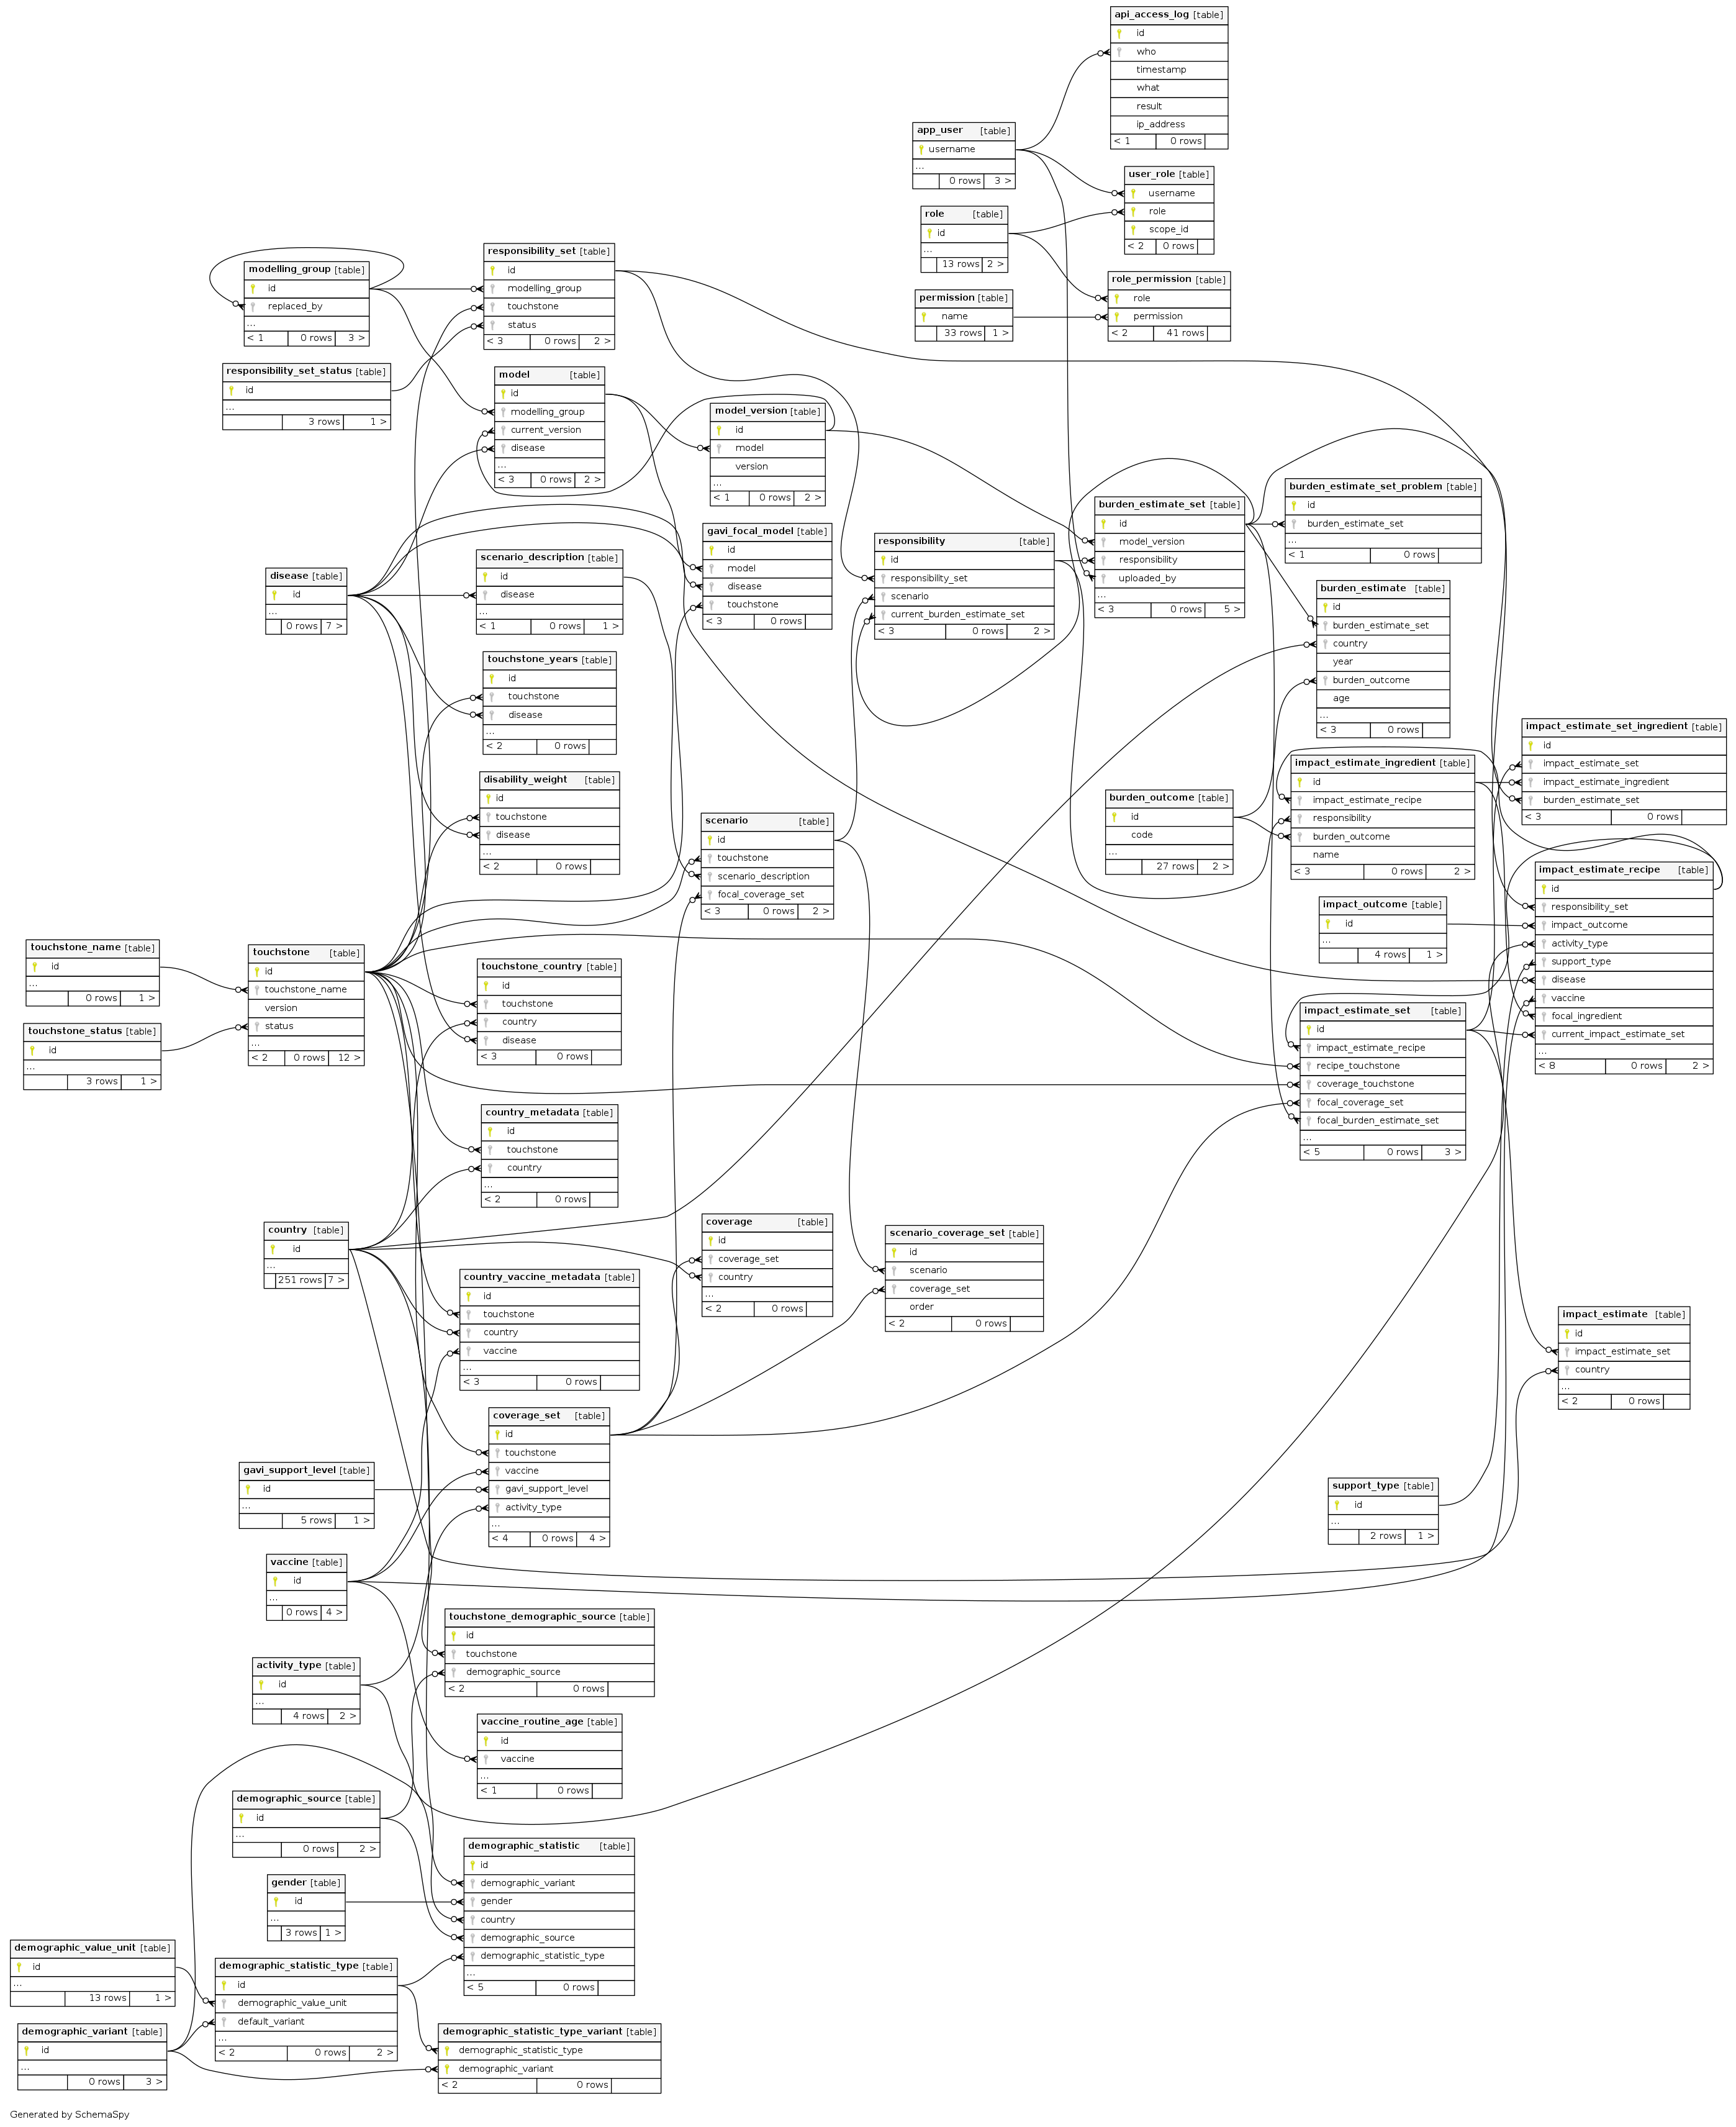 api_access_log [table]
id
who
timestamp
what
result
ip_address
< 1 0 rows
app_user [table]
username
...
0 rows 3 >
user_role [table]
username
role
scope_id
< 2 0 rows
role [table]
id
...
13 rows 2 >
role_permission [table]
role
permission
< 2 41 rows
permission [table]
name
33 rows 1 >
responsibility_set [table]
id
modelling_group
touchstone
status
< 3 0 rows 2 >
modelling_group [table]
id
replaced_by
...
< 1 0 rows 3 >
responsibility_set_status [table]
id
...
3 rows 1 >
model [table]
id
modelling_group
current_version
disease
...
< 3 0 rows 2 >
model_version [table]
id
model
version
...
< 1 0 rows 2 >
burden_estimate_set_problem [table]
id
burden_estimate_set
...
< 1 0 rows
burden_estimate_set [table]
id
model_version
responsibility
uploaded_by
...
< 3 0 rows 5 >
gavi_focal_model [table]
id
model
disease
touchstone
< 3 0 rows
responsibility [table]
id
responsibility_set
scenario
current_burden_estimate_set
< 3 0 rows 2 >
scenario_description [table]
id
disease
...
< 1 0 rows 1 >
disease [table]
id
...
0 rows 7 >
burden_estimate [table]
id
burden_estimate_set
country
year
burden_outcome
age
...
< 3 0 rows
touchstone_years [table]
id
touchstone
disease
...
< 2 0 rows
impact_estimate_set_ingredient [table]
id
impact_estimate_set
impact_estimate_ingredient
burden_estimate_set
< 3 0 rows
impact_estimate_ingredient [table]
id
impact_estimate_recipe
responsibility
burden_outcome
name
< 3 0 rows 2 >
disability_weight [table]
id
touchstone
disease
...
< 2 0 rows
burden_outcome [table]
id
code
...
27 rows 2 >
scenario [table]
id
touchstone
scenario_description
focal_coverage_set
< 3 0 rows 2 >
impact_estimate_recipe [table]
id
responsibility_set
impact_outcome
activity_type
support_type
disease
vaccine
focal_ingredient
current_impact_estimate_set
...
< 8 0 rows 2 >
impact_outcome [table]
id
...
4 rows 1 >
touchstone_name [table]
id
...
0 rows 1 >
touchstone [table]
id
touchstone_name
version
status
...
< 2 0 rows 12 >
touchstone_country [table]
id
touchstone
country
disease
< 3 0 rows
touchstone_status [table]
id
...
3 rows 1 >
impact_estimate_set [table]
id
impact_estimate_recipe
recipe_touchstone
coverage_touchstone
focal_coverage_set
focal_burden_estimate_set
...
< 5 0 rows 3 >
country_metadata [table]
id
touchstone
country
...
< 2 0 rows
country [table]
id
...
251 rows 7 >
coverage [table]
id
coverage_set
country
...
< 2 0 rows
scenario_coverage_set [table]
id
scenario
coverage_set
order
< 2 0 rows
country_vaccine_metadata [table]
id
touchstone
country
vaccine
...
< 3 0 rows
impact_estimate [table]
id
impact_estimate_set
country
...
< 2 0 rows
coverage_set [table]
id
touchstone
vaccine
gavi_support_level
activity_type
...
< 4 0 rows 4 >
gavi_support_level [table]
id
...
5 rows 1 >
support_type [table]
id
...
2 rows 1 >
vaccine [table]
id
...
0 rows 4 >
touchstone_demographic_source [table]
id
touchstone
demographic_source
< 2 0 rows
activity_type [table]
id
...
4 rows 2 >
vaccine_routine_age [table]
id
vaccine
...
< 1 0 rows
demographic_source [table]
id
...
0 rows 2 >
demographic_statistic [table]
id
demographic_variant
gender
country
demographic_source
demographic_statistic_type
...
< 5 0 rows
gender [table]
id
...
3 rows 1 >
demographic_value_unit [table]
id
...
13 rows 1 >
demographic_statistic_type [table]
id
demographic_value_unit
default_variant
...
< 2 0 rows 2 >
demographic_variant [table]
id
...
0 rows 3 >
demographic_statistic_type_variant [table]
demographic_statistic_type
demographic_variant
< 2 0 rows
Generated by SchemaSpy